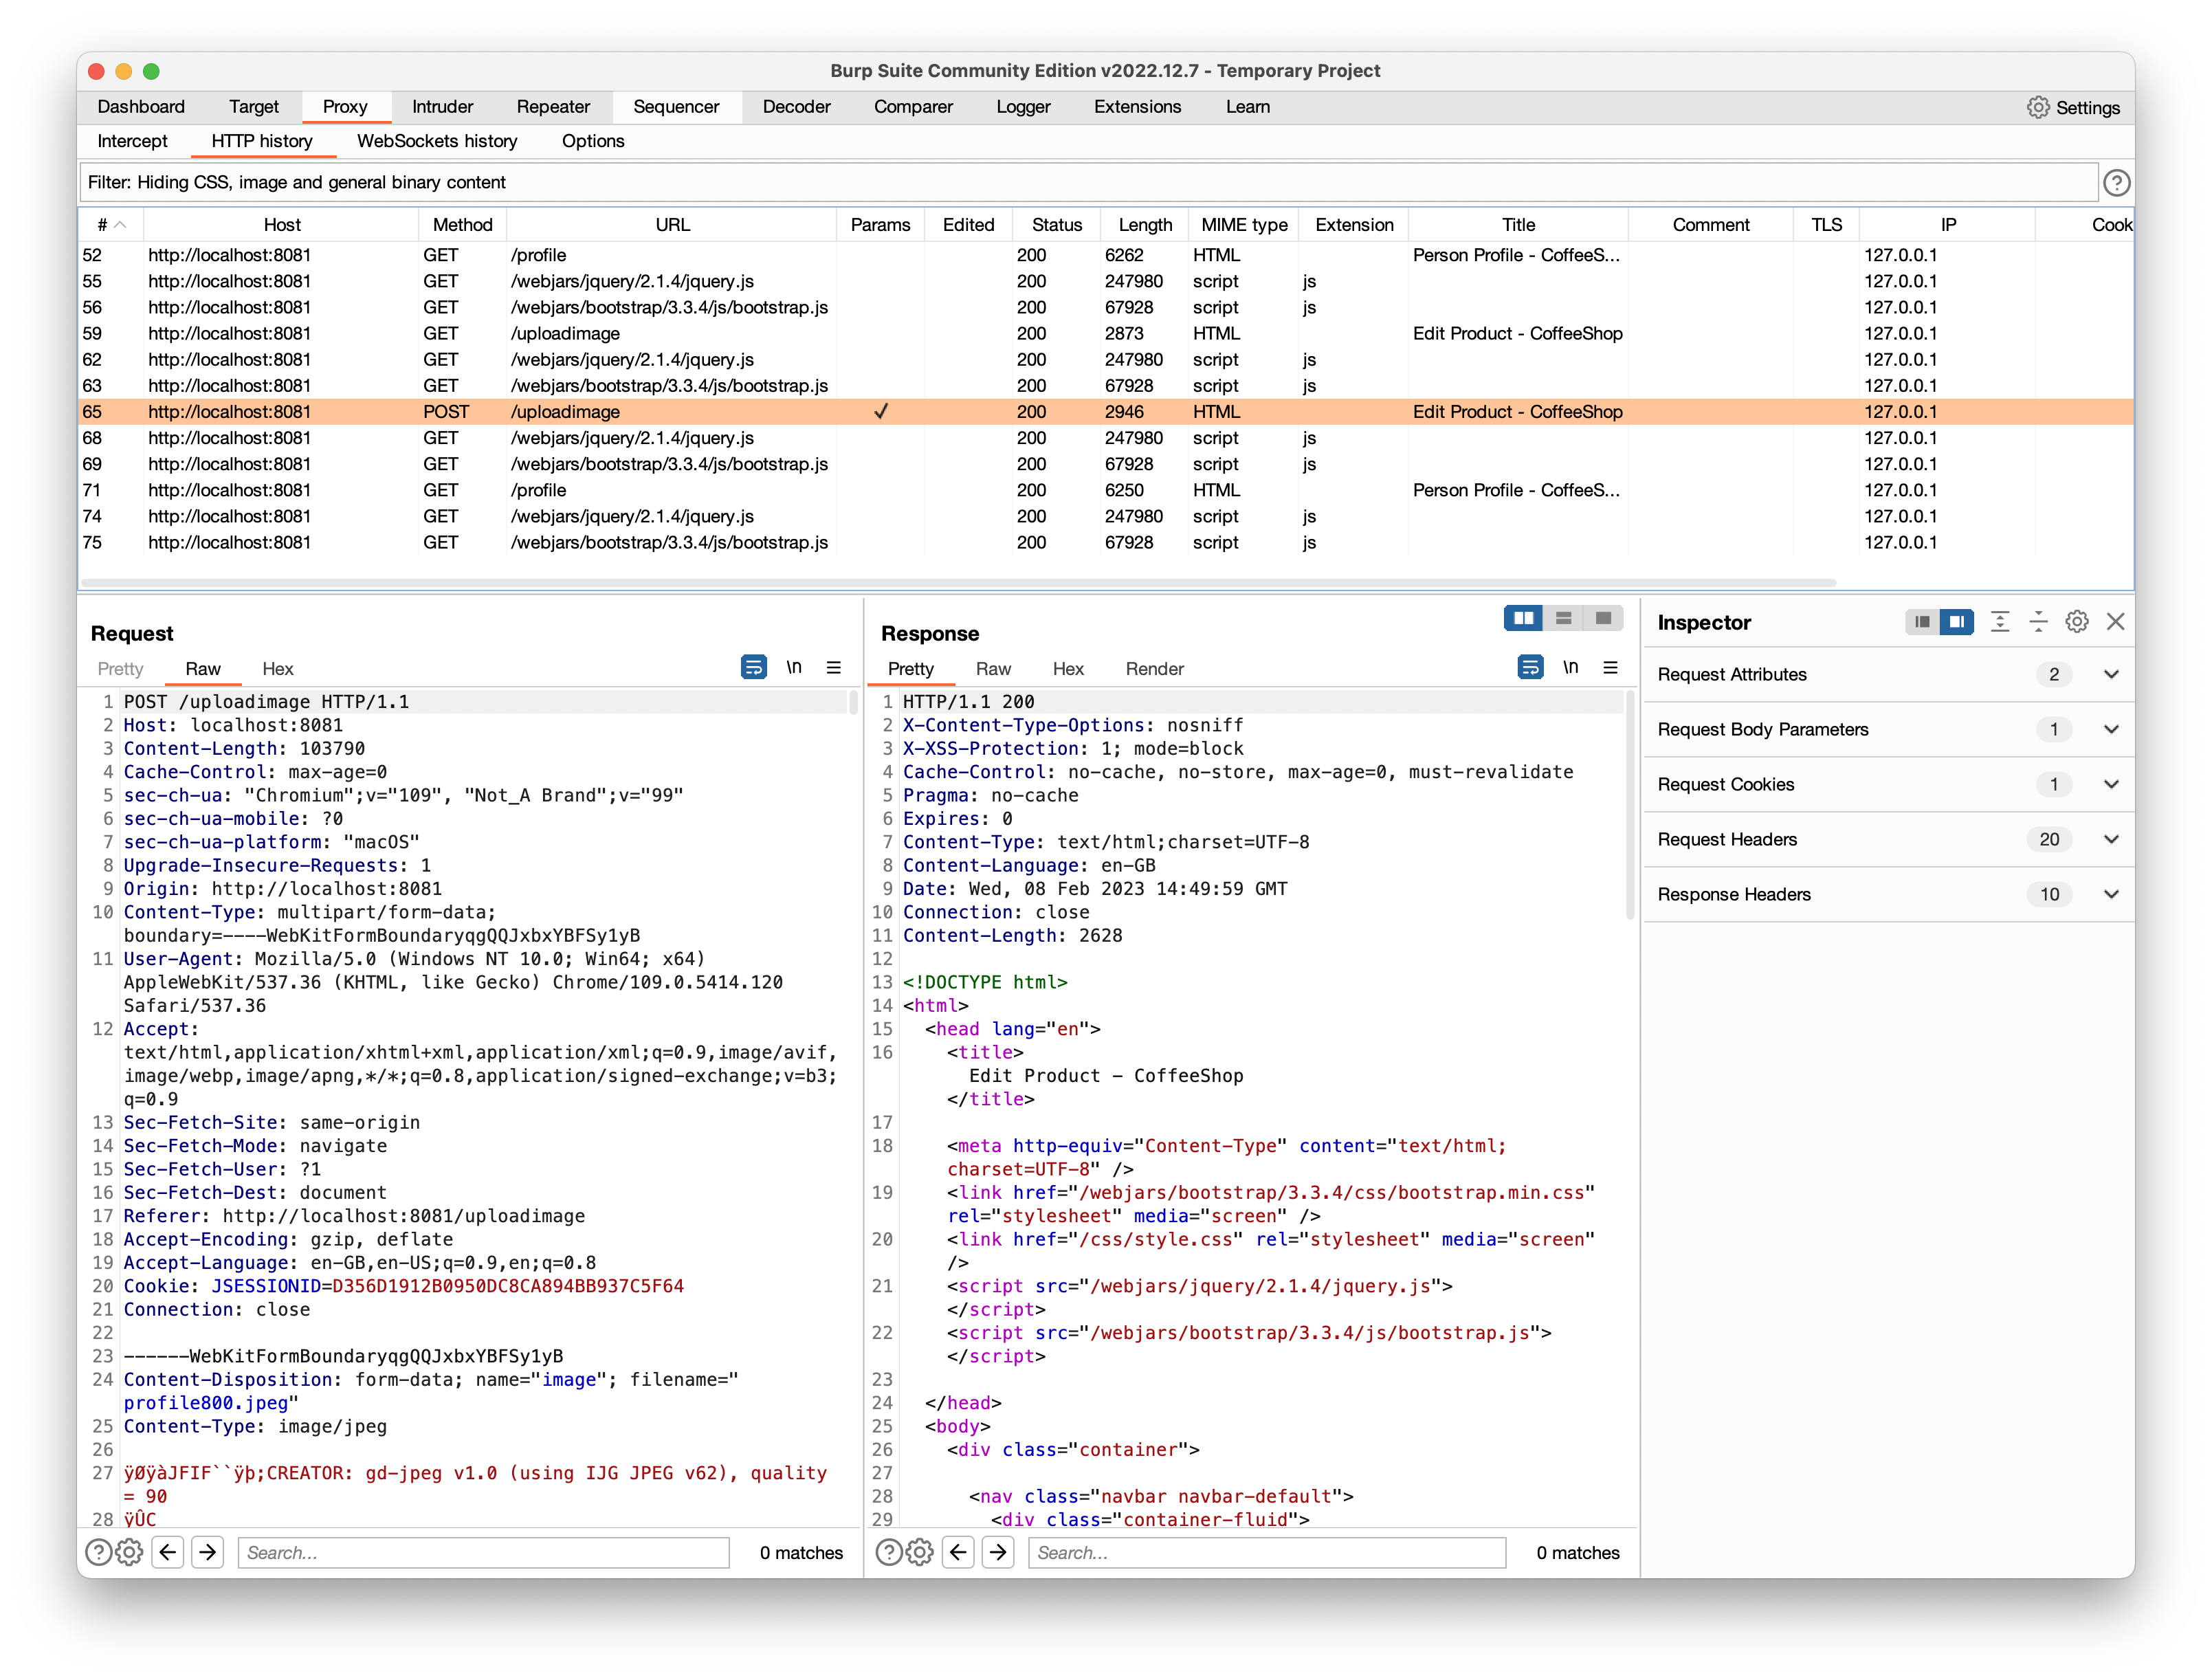 Burp Suite Community Edition v2022.12.7 - Temporary Project
Dashboard Target Proxy Intruder Repeater Sequencer Decoder Comparer Logger Extensions Learn Settings
Intercept HTTP history WebSockets history Options
Filter: Hiding CSS, image and general binary content ?
# Host Method URL Params Edited Status Length MIME type Extension Title Comment TLS IP Cook
52 http://localhost:8081 GET /profile 200 6262 HTML Person Profile - CoffeeS... 127.0.0.1
55 http://localhost:8081 GET /webjars/jquery/2.1.4/jquery.js 200 247980 script js 127.0.0.1
56 http://localhost:8081 GET /webjars/bootstrap/3.3.4/js/bootstrap.js 200 67928 script js 127.0.0.1
59 http://localhost:8081 GET /uploadimage 200 2873 HTML Edit Product - CoffeeShop 127.0.0.1
62 http://localhost:8081 GET /webjars/jquery/2.1.4/jquery.js 200 247980 script js 127.0.0.1
63 http://localhost:8081 GET /webjars/bootstrap/3.3.4/js/bootstrap.js 200 67928 script js 127.0.0.1
65 http://localhost:8081 POST /uploadimage ✓ 200 2946 HTML Edit Product - CoffeeShop 127.0.0.1
68 http://localhost:8081 GET /webjars/jquery/2.1.4/jquery.js 200 247980 script js 127.0.0.1
69 http://localhost:8081 GET /webjars/bootstrap/3.3.4/js/bootstrap.js 200 67928 script js 127.0.0.1
71 http://localhost:8081 GET /profile 200 6250 HTML Person Profile - CoffeeS... 127.0.0.1
74 http://localhost:8081 GET /webjars/jquery/2.1.4/jquery.js 200 247980 script js 127.0.0.1
75 http://localhost:8081 GET /webjars/bootstrap/3.3.4/js/bootstrap.js 200 67928 script js 127.0.0.1
Request
Pretty Raw Hex \n
1 POST /uploadimage HTTP/1.1
2 Host: localhost:8081
3 Content-Length: 103790
4 Cache-Control: max-age=0
5 sec-ch-ua: "Chromium";v="109", "Not_A Brand";v="99"
6 sec-ch-ua-mobile: ?0
7 sec-ch-ua-platform: "macOS"
8 Upgrade-Insecure-Requests: 1
9 Origin: http://localhost:8081
10 Content-Type: multipart/form-data;
boundary=----WebKitFormBoundaryqgQQJxbxYBFSy1yB
11 User-Agent: Mozilla/5.0 (Windows NT 10.0; Win64; x64)
AppleWebKit/537.36 (KHTML, like Gecko) Chrome/109.0.5414.120
Safari/537.36
12 Accept:
text/html,application/xhtml+xml,application/xml;q=0.9,image/avif,
image/webp,image/apng,*/*;q=0.8,application/signed-exchange;v=b3;
q=0.9
13 Sec-Fetch-Site: same-origin
14 Sec-Fetch-Mode: navigate
15 Sec-Fetch-User: ?1
16 Sec-Fetch-Dest: document
17 Referer: http://localhost:8081/uploadimage
18 Accept-Encoding: gzip, deflate
19 Accept-Language: en-GB,en-US;q=0.9,en;q=0.8
20 Cookie: JSESSIONID=D356D1912B0950DC8CA894BB937C5F64
21 Connection: close
22
23 ------WebKitFormBoundaryqgQQJxbxYBFSy1yB
24 Content-Disposition: form-data; name="image"; filename="
profile800.jpeg"
25 Content-Type: image/jpeg
26
27 ÿØÿàJFIF``ÿþ;CREATOR: gd-jpeg v1.0 (using IJG JPEG v62), quality
= 90
28 ÿÛC
? Search... 0 matches
Response
Pretty Raw Hex Render \n
1 HTTP/1.1 200
2 X-Content-Type-Options: nosniff
3 X-XSS-Protection: 1; mode=block
4 Cache-Control: no-cache, no-store, max-age=0, must-revalidate
5 Pragma: no-cache
6 Expires: 0
7 Content-Type: text/html;charset=UTF-8
8 Content-Language: en-GB
9 Date: Wed, 08 Feb 2023 14:49:59 GMT
10 Connection: close
11 Content-Length: 2628
12
13 <!DOCTYPE html>
14 <html>
15 <head lang="en">
16 <title>
Edit Product - CoffeeShop
</title>
17
18 <meta http-equiv="Content-Type" content="text/html;
charset=UTF-8" />
19 <link href="/webjars/bootstrap/3.3.4/css/bootstrap.min.css"
rel="stylesheet" media="screen" />
20 <link href="/css/style.css" rel="stylesheet" media="screen"
/>
21 <script src="/webjars/jquery/2.1.4/jquery.js">
</script>
22 <script src="/webjars/bootstrap/3.3.4/js/bootstrap.js">
</script>
23
24 </head>
25 <body>
26 <div class="container">
27
28 <nav class="navbar navbar-default">
29 <div class="container-fluid">
? Search... 0 matches
Inspector
Request Attributes 2
Request Body Parameters 1
Request Cookies 1
Request Headers 20
Response Headers 10